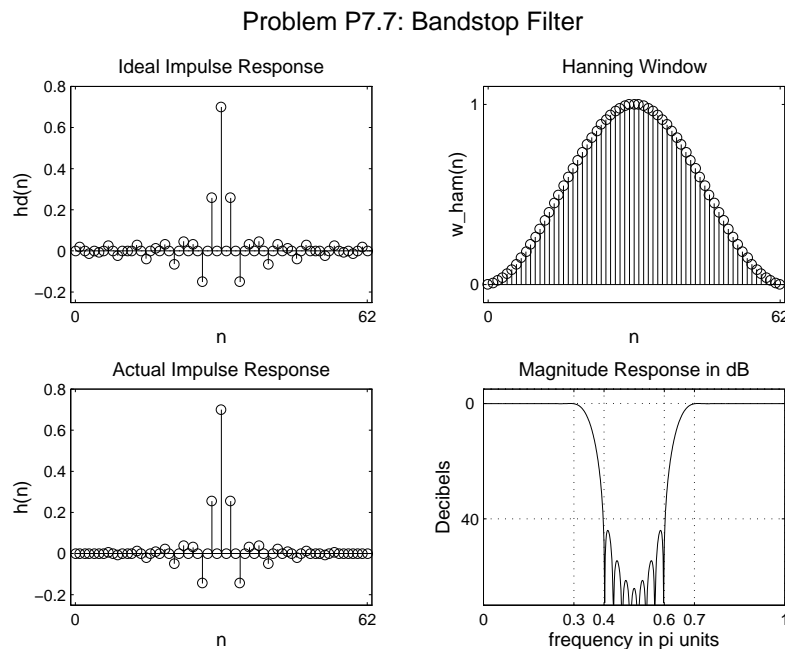 Problem P7.7: Bandstop Filter
Ideal Impulse Response
0.8
0.6
0.4
0.2
0
−0.2
hd(n)
0
62
n
Hanning Window
1
0
w_ham(n)
0
62
n
Actual Impulse Response
0.8
0.6
0.4
0.2
0
−0.2
h(n)
0
62
n
Magnitude Response in dB
0
40
Decibels
0
0.3
0.4
0.6
0.7
1
frequency in pi units